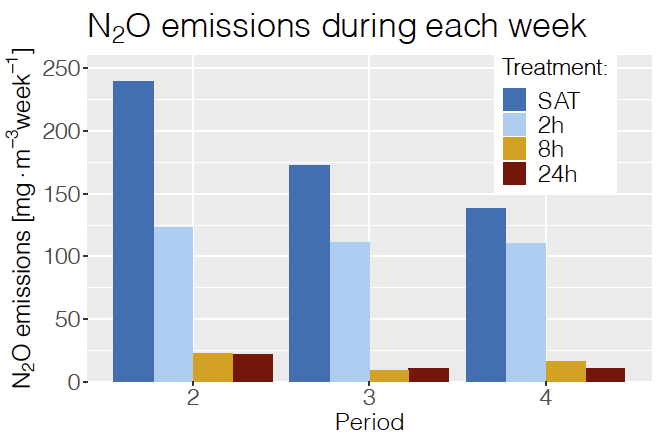 N₂O emissions during each week
N₂O emissions [mg · m⁻³week⁻¹]
250
200
150
100
50
0
Treatment:
SAT
2h
8h
24h
2
3
4
Period